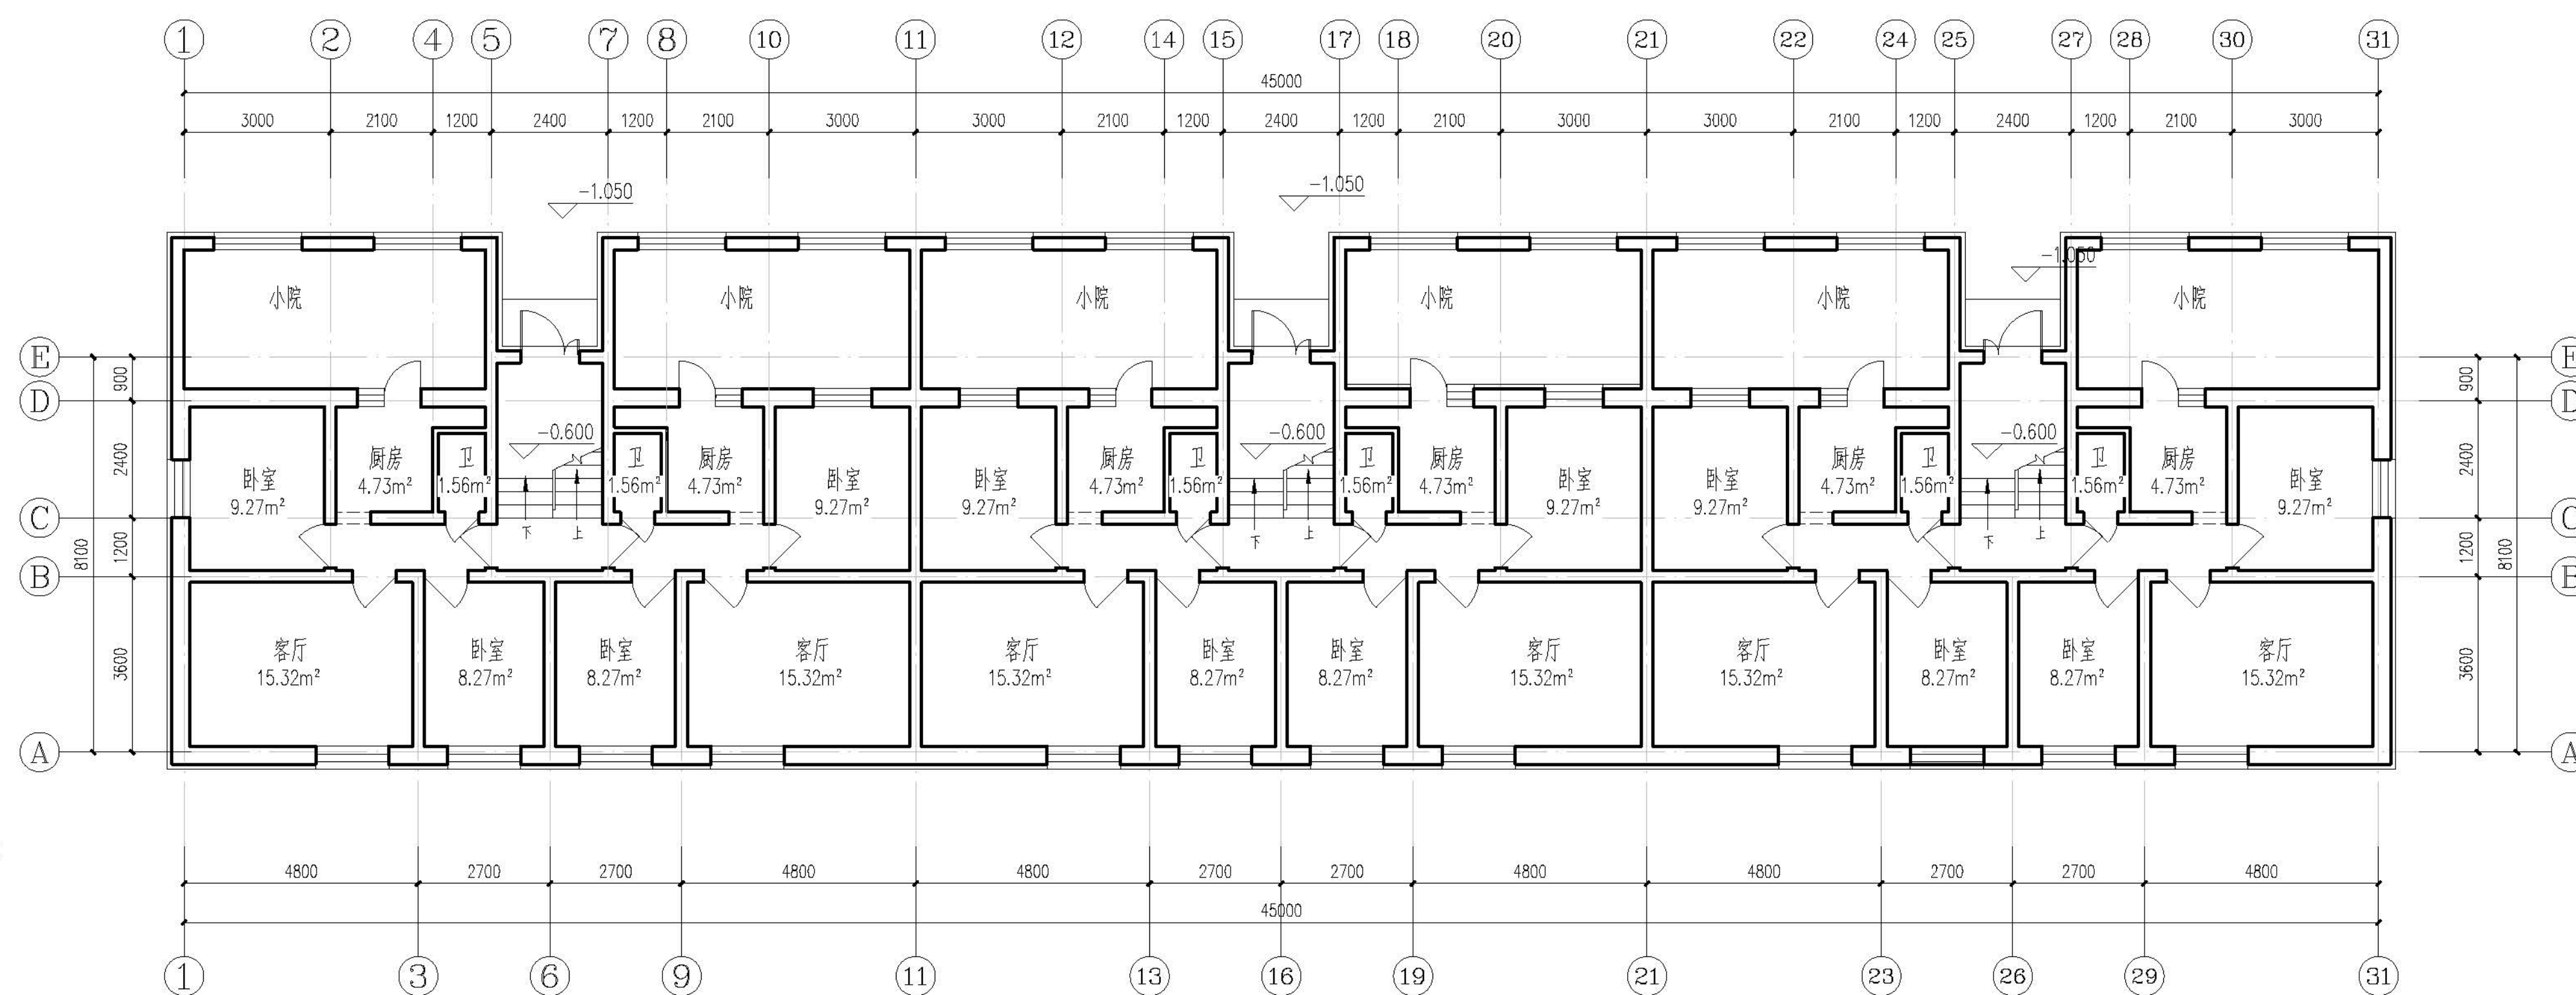 1 2 4 5 7 8 10 11 12 14 15 17 18 20 21 22 24 25 27 28 30 31
45000
3000 2100 1200 2400 1200 2100 3000 3000 2100 1200 2400 1200 2100 3000 3000 2100 1200 2400 1200 2100 3000
-1.050 -1.050
-1.050
小院 小院 小院 小院 小院 小院
E E
900 900
D D
-0.600 -0.600 -0.600
厨房 卫 卫 厨房 厨房 卫 卫 厨房 厨房 卫 卫 厨房
4.73m² 1.56m² 1.56m² 4.73m² 4.73m² 1.56m² 1.56m² 4.73m² 4.73m² 1.56m² 1.56m² 4.73m²
2400 2400
卧室 卧室 卧室 卧室 卧室 卧室
9.27m² 9.27m² 9.27m² 9.27m² 9.27m² 9.27m²
C C
下 上 下 上 下 上
1200 1200
8100 8100
B B
3600 3600
客厅 卧室 卧室 客厅 客厅 卧室 卧室 客厅 客厅 卧室 卧室 客厅
15.32m² 8.27m² 8.27m² 15.32m² 15.32m² 8.27m² 8.27m² 15.32m² 15.32m² 8.27m² 8.27m² 15.32m²
A A
4800 2700 2700 4800 4800 2700 2700 4800 4800 2700 2700 4800
45000
1 3 6 9 11 13 16 19 21 23 26 29 31